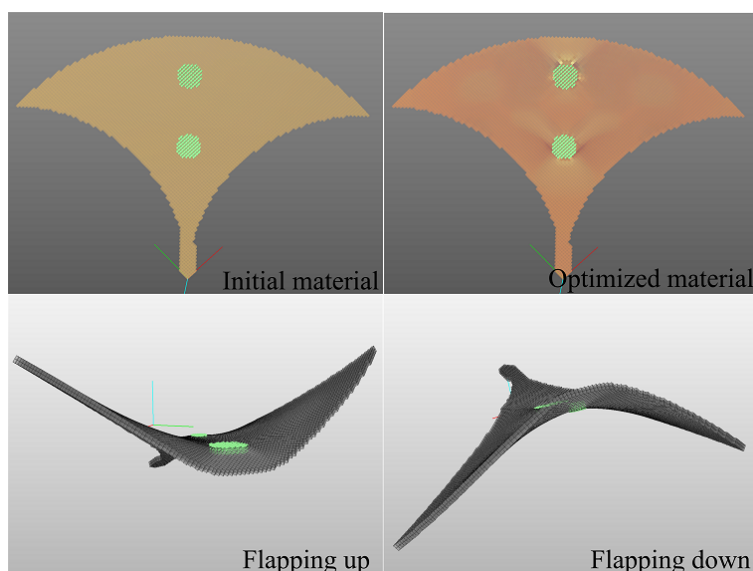 Initial material
Optimized material
Flapping up
Flapping down